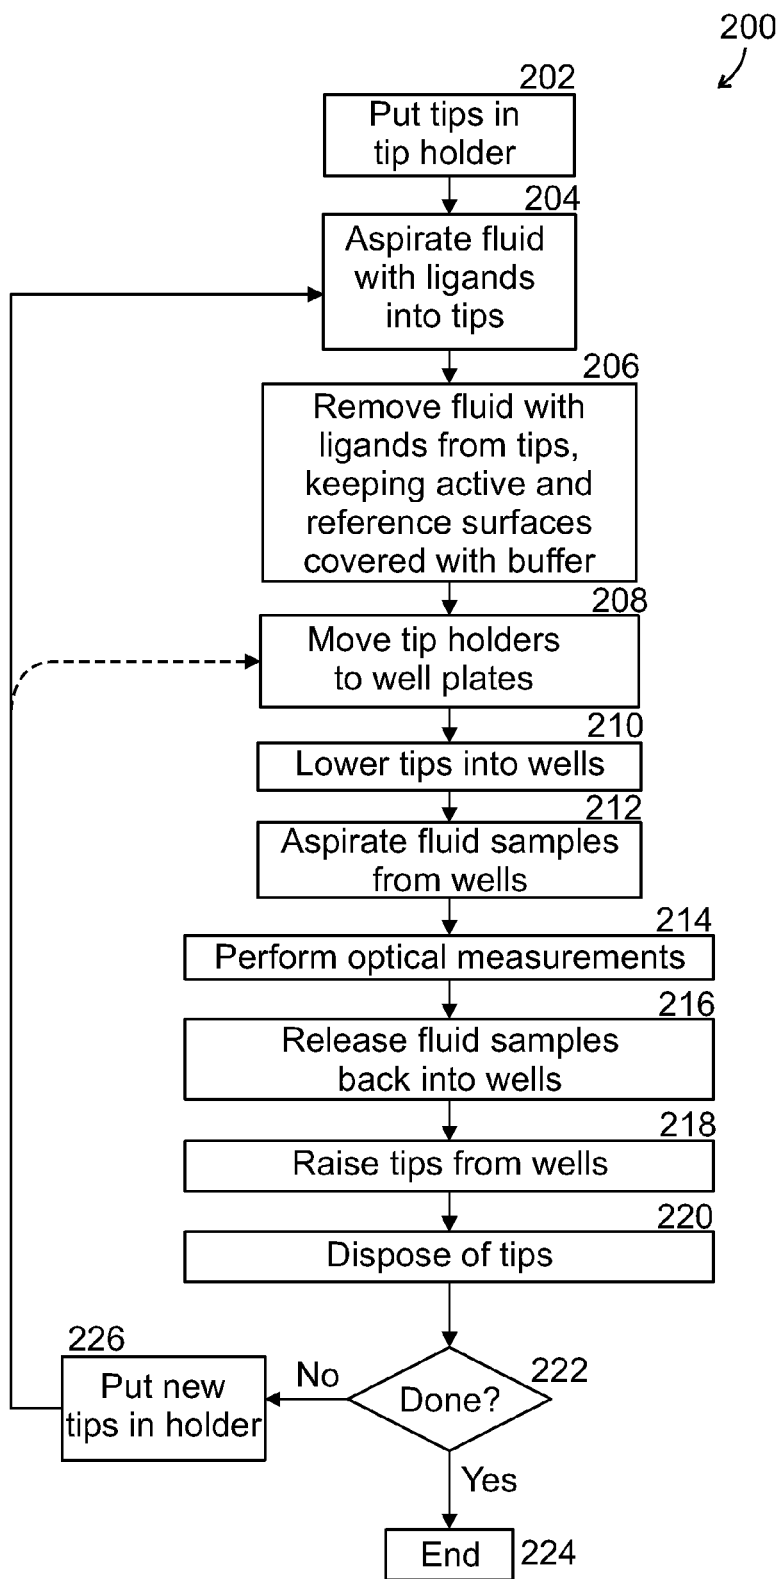 200
202
Put tips in
tip holder
204
Aspirate fluid
with ligands
into tips
206
Remove fluid with
ligands from tips,
keeping active and
reference surfaces
covered with buffer
208
Move tip holders
to well plates
210
Lower tips into wells
212
Aspirate fluid samples
from wells
214
Perform optical measurements
216
Release fluid samples
back into wells
218
Raise tips from wells
220
Dispose of tips
222
Done?
No
226
Put new
tips in holder
Yes
End
224